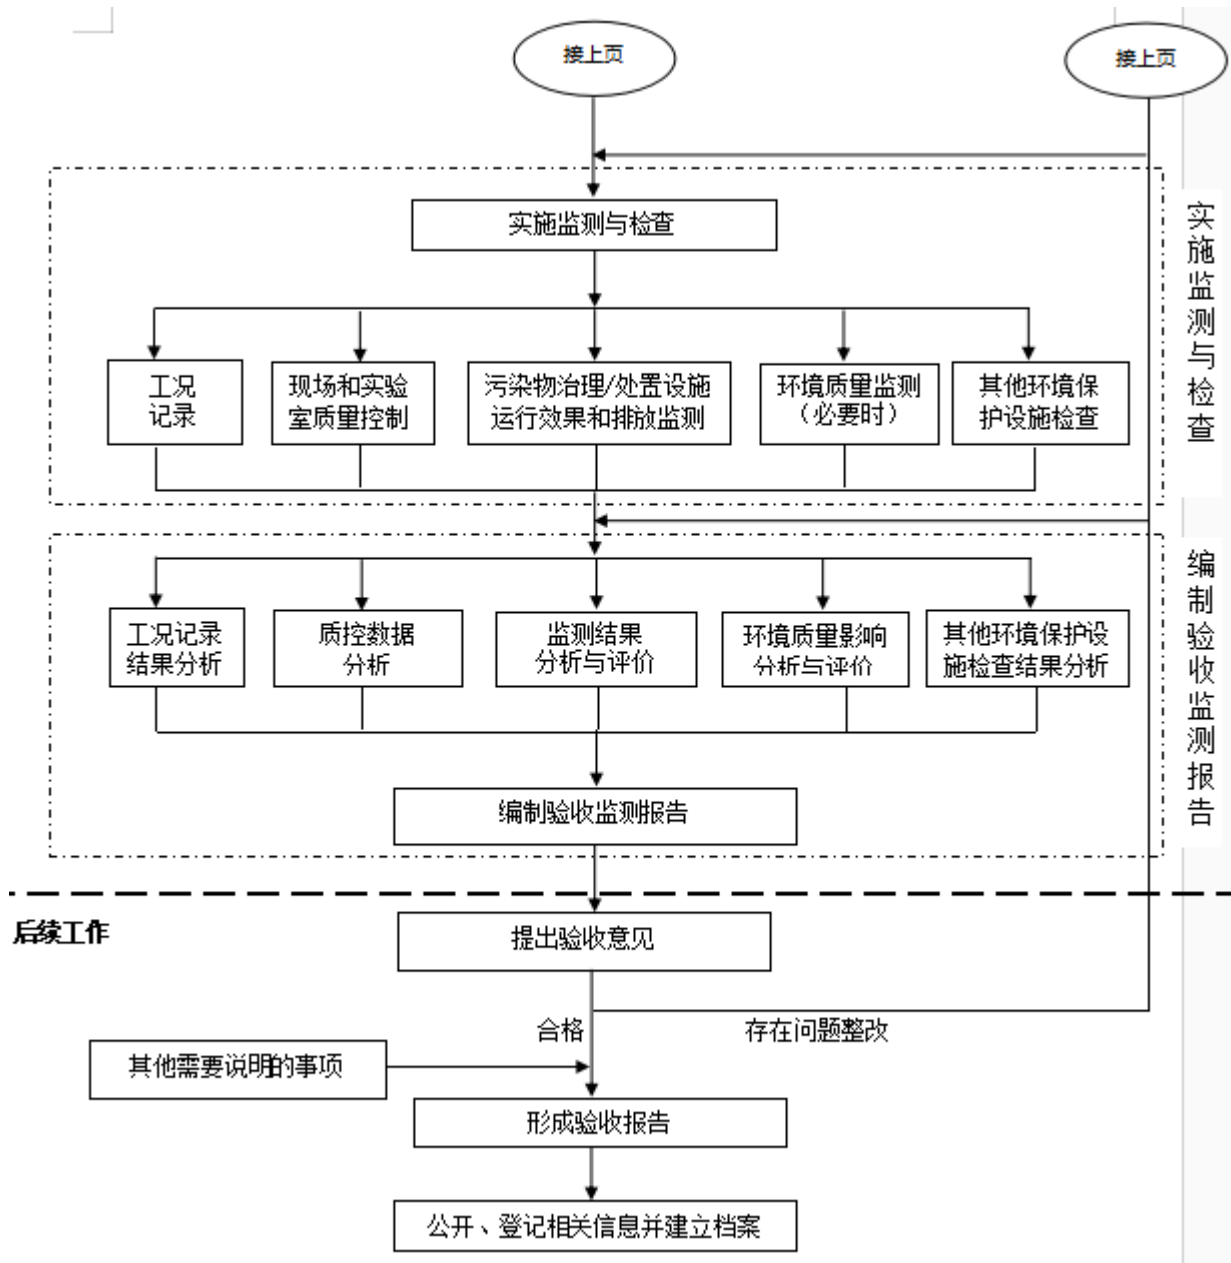 接上页
接上页
实施监测与检查
实施监测与检查
工况
记录
现场和实验
室质量控制
污染物治理/处置设施
运行效果和排放监测
环境质量监测
（必要时）
其他环境保
护设施检查
编制验收监测报告
工况记录
结果分析
质控数据
分析
监测结果
分析与评价
环境质量影响
分析与评价
其他环境保护设
施检查结果分析
编制验收监测报告
后续工作
提出验收意见
合格
存在问题整改
其他需要说明的事项
形成验收报告
公开、登记相关信息并建立档案